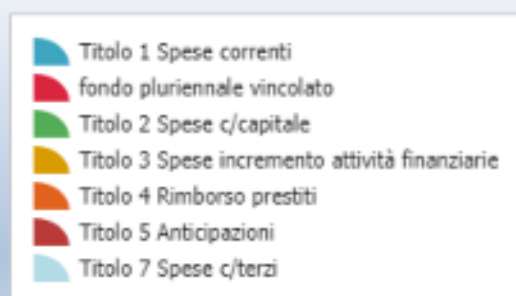 Titolo 1 Spese correnti
fondo pluriennale vincolato
Titolo 2 Spese c/capitale
Titolo 3 Spese incremento attività finanziarie
Titolo 4 Rimborso prestiti
Titolo 5 Anticipazioni
Titolo 7 Spese c/terzi